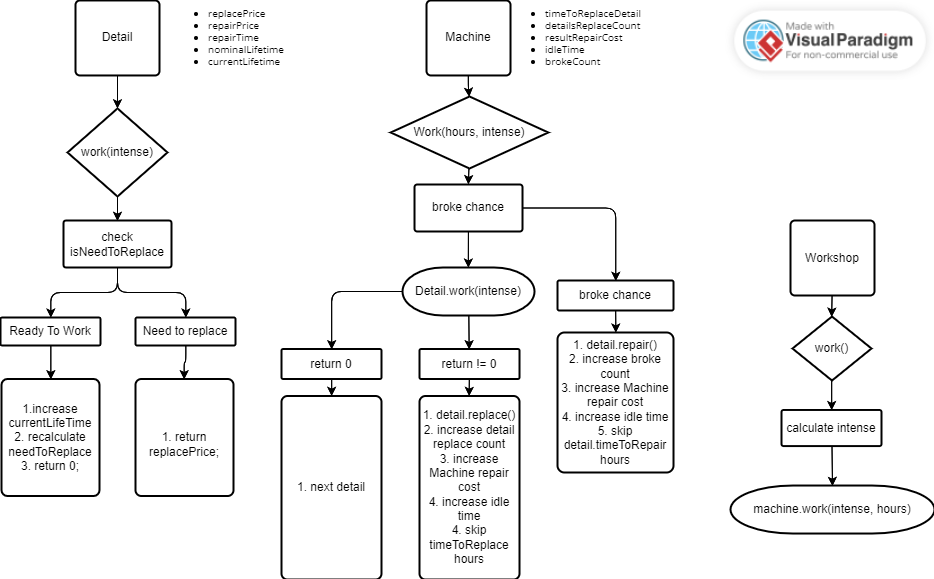 Detail
• replacePrice
• repairPrice
• repairTime
• nominalLifetime
• currentLifetime
work(intense)
check
isNeedToReplace
Ready To Work
Need to replace
1.increase
currentLifeTime
2. recalculate
needToReplace
3. return 0;
1. return
replacePrice;
Machine
• timeToReplaceDetail
• detailsReplaceCount
• resultRepairCost
• idleTime
• brokeCount
Work(hours, intense)
broke chance
Detail.work(intense)
broke chance
return 0
return != 0
1. next detail
1. detail.replace()
2. increase detail
replace count
3. increase
Machine repair
cost
4. increase idle
time
4. skip
timeToReplace
hours
1. detail.repair()
2. increase broke
count
3. increase Machine
repair cost
4. increase idle time
5. skip
detail.timeToRepair
hours
Made with
VisualParadigm
For non-commercial use
Workshop
work()
calculate intense
machine.work(intense, hours)